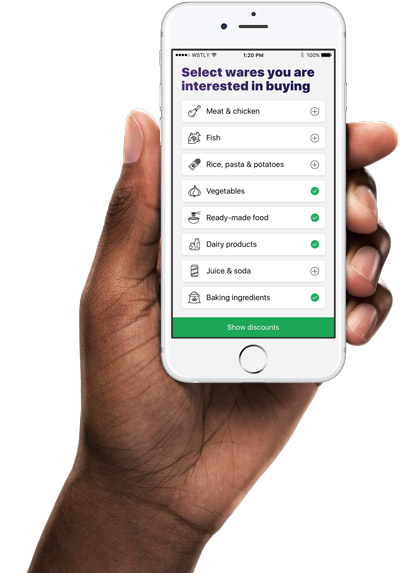 WSTLY 1:20 PM 100%
Select wares you are
interested in buying
Meat & chicken
Fish
Rice, pasta & potatoes
Vegetables
Ready-made food
Dairy products
Juice & soda
Baking ingredients
Show discounts